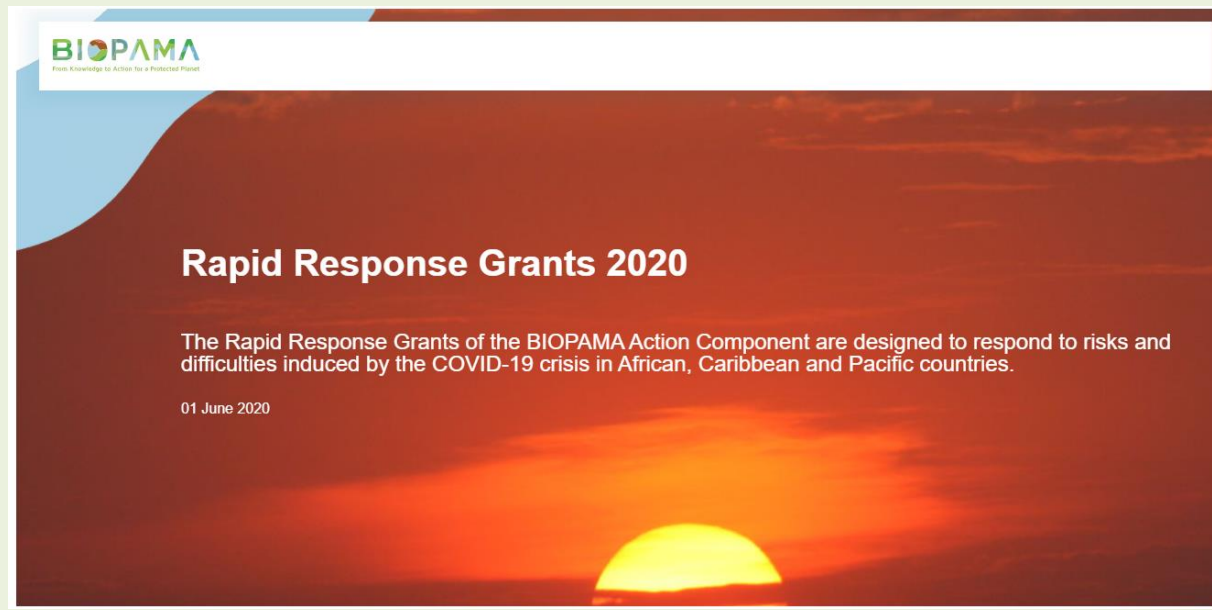 BIOPAMA
From Knowledge to Action for a Protected Planet
Rapid Response Grants 2020
The Rapid Response Grants of the BIOPAMA Action Component are designed to respond to risks and
difficulties induced by the COVID-19 crisis in African, Caribbean and Pacific countries.
01 June 2020